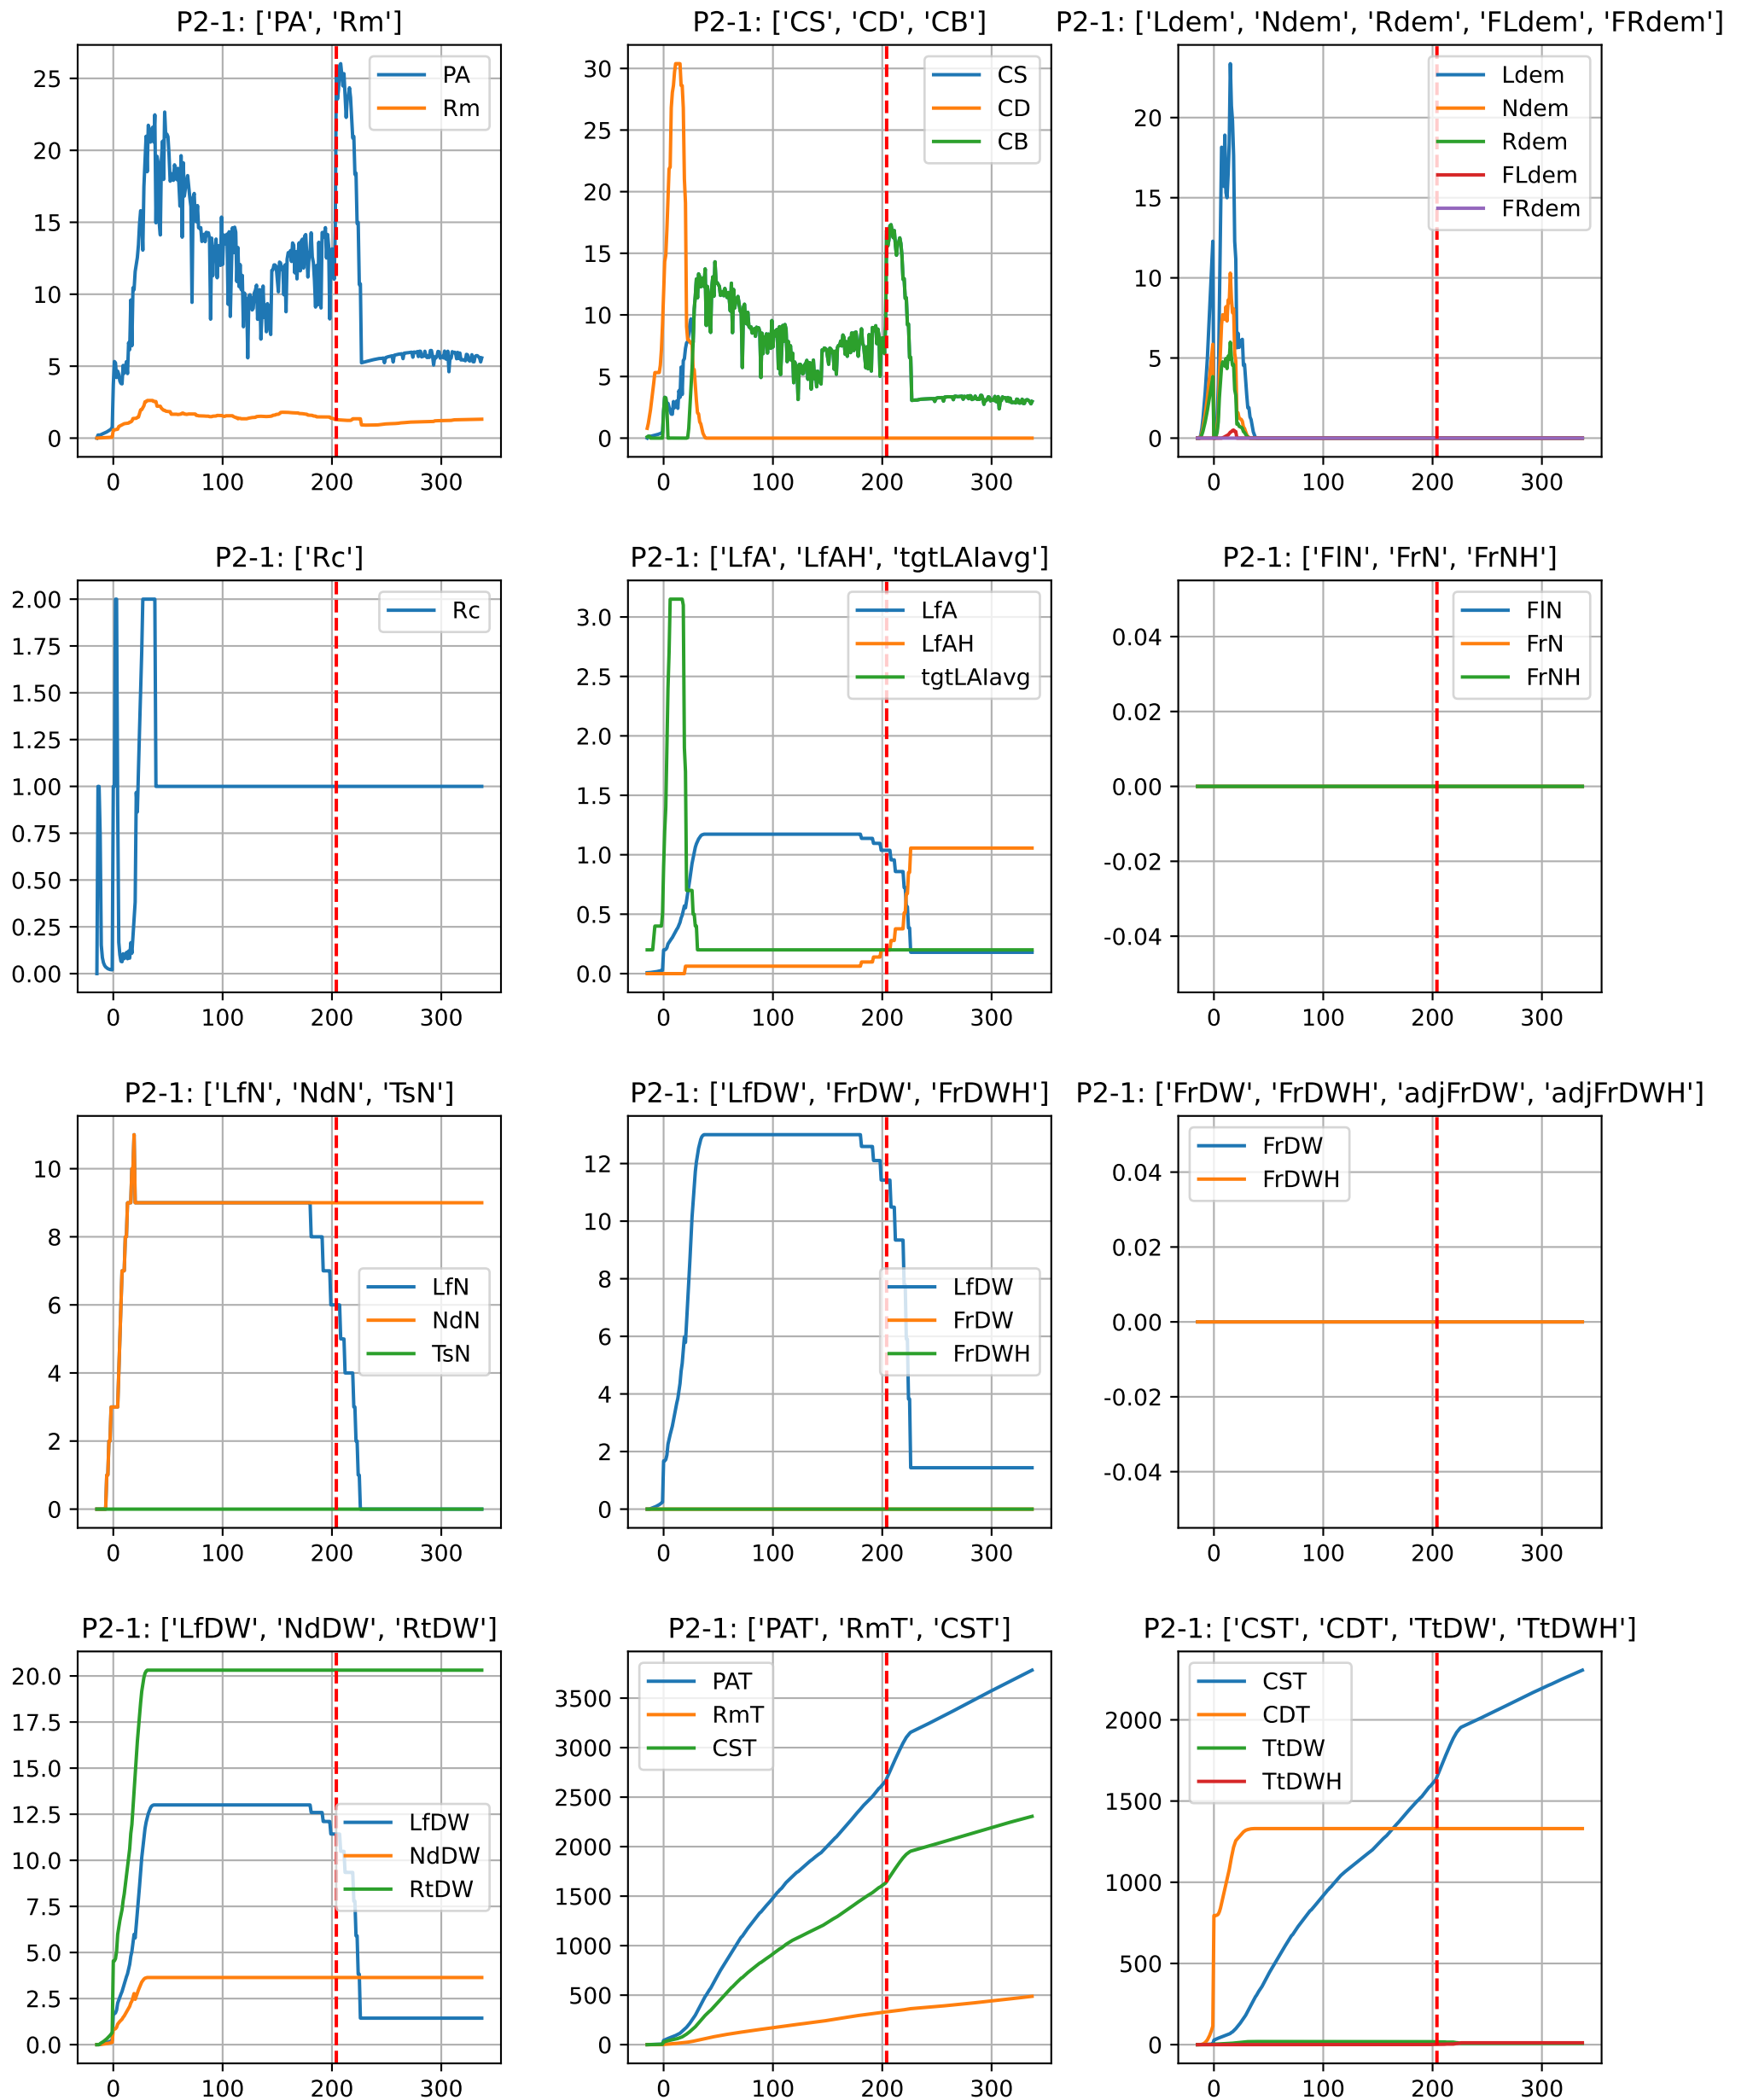 P2-1: ['PA', 'Rm']
25
20
15
10
5
0
0 100 200 300
PA
Rm
P2-1: ['CS', 'CD', 'CB']
30
25
20
15
10
5
0
0 100 200 300
CS
CD
CB
P2-1: ['Ldem', 'Ndem', 'Rdem', 'FLdem', 'FRdem']
20
15
10
5
0
0 100 200 300
Ldem
Ndem
Rdem
FLdem
FRdem
P2-1: ['Rc']
2.00
1.75
1.50
1.25
1.00
0.75
0.50
0.25
0.00
0 100 200 300
Rc
P2-1: ['LfA', 'LfAH', 'tgtLAIavg']
3.0
2.5
2.0
1.5
1.0
0.5
0.0
0 100 200 300
LfA
LfAH
tgtLAIavg
P2-1: ['FlN', 'FrN', 'FrNH']
0.04
0.02
0.00
-0.02
-0.04
0 100 200 300
FlN
FrN
FrNH
P2-1: ['LfN', 'NdN', 'TsN']
10
8
6
4
2
0
0 100 200 300
LfN
NdN
TsN
P2-1: ['LfDW', 'FrDW', 'FrDWH']
12
10
8
6
4
2
0
0 100 200 300
LfDW
FrDW
FrDWH
P2-1: ['FrDW', 'FrDWH', 'adjFrDW', 'adjFrDWH']
0.04
0.02
0.00
-0.02
-0.04
0 100 200 300
FrDW
FrDWH
P2-1: ['LfDW', 'NdDW', 'RtDW']
20.0
17.5
15.0
12.5
10.0
7.5
5.0
2.5
0.0
0 100 200 300
LfDW
NdDW
RtDW
P2-1: ['PAT', 'RmT', 'CST']
3500
3000
2500
2000
1500
1000
500
0
0 100 200 300
PAT
RmT
CST
P2-1: ['CST', 'CDT', 'TtDW', 'TtDWH']
2000
1500
1000
500
0
0 100 200 300
CST
CDT
TtDW
TtDWH